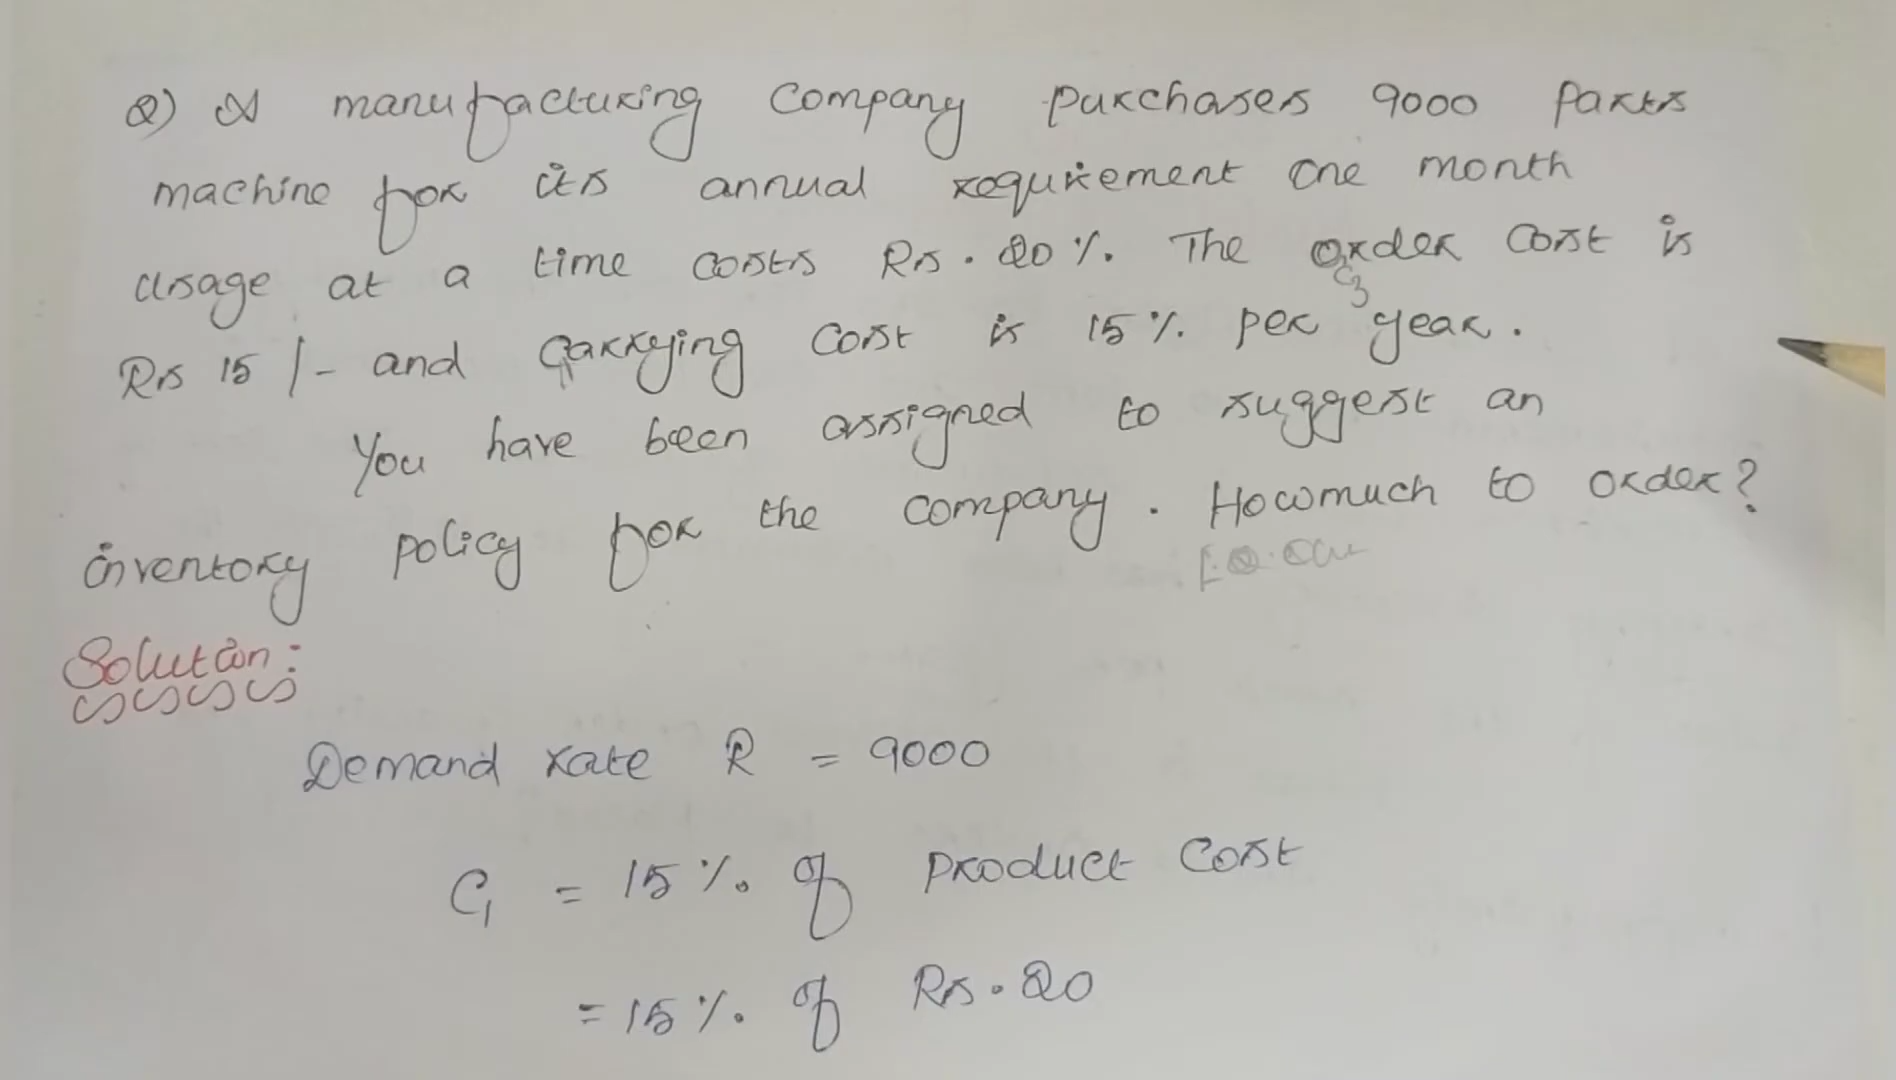 Q) A manufacturing company purchases 9000 parts
machine for its annual requirement one month
usage at a time costs Rs. 20%. The order cost is
C3
Rs 15/- and carrying cost is 15% per year.
C1
You have been assigned to suggest an
inventory policy for the company. Howmuch to order?
Solution:
Demand rate R = 9000
C1 = 15% of product cost
= 15% of Rs. 20